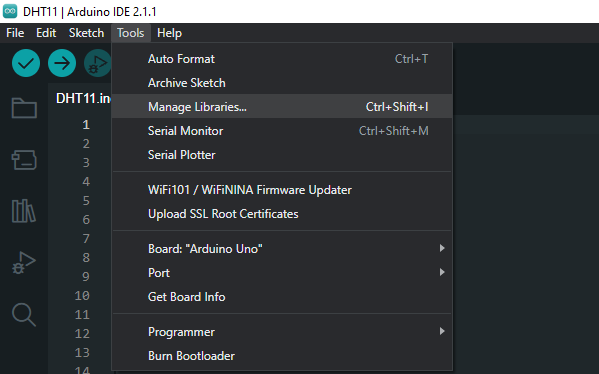 DHT11 | Arduino IDE 2.1.1
File Edit Sketch Tools Help
Auto Format Ctrl+T
Archive Sketch
DHT11.in
Manage Libraries... Ctrl+Shift+I
1
Serial Monitor Ctrl+Shift+M
2
Serial Plotter
3
4
WiFi101 / WiFiNINA Firmware Updater
5
Upload SSL Root Certificates
6
7
Board: "Arduino Uno"
8
Port
9
Get Board Info
10
11
Programmer
12
Burn Bootloader
13
14